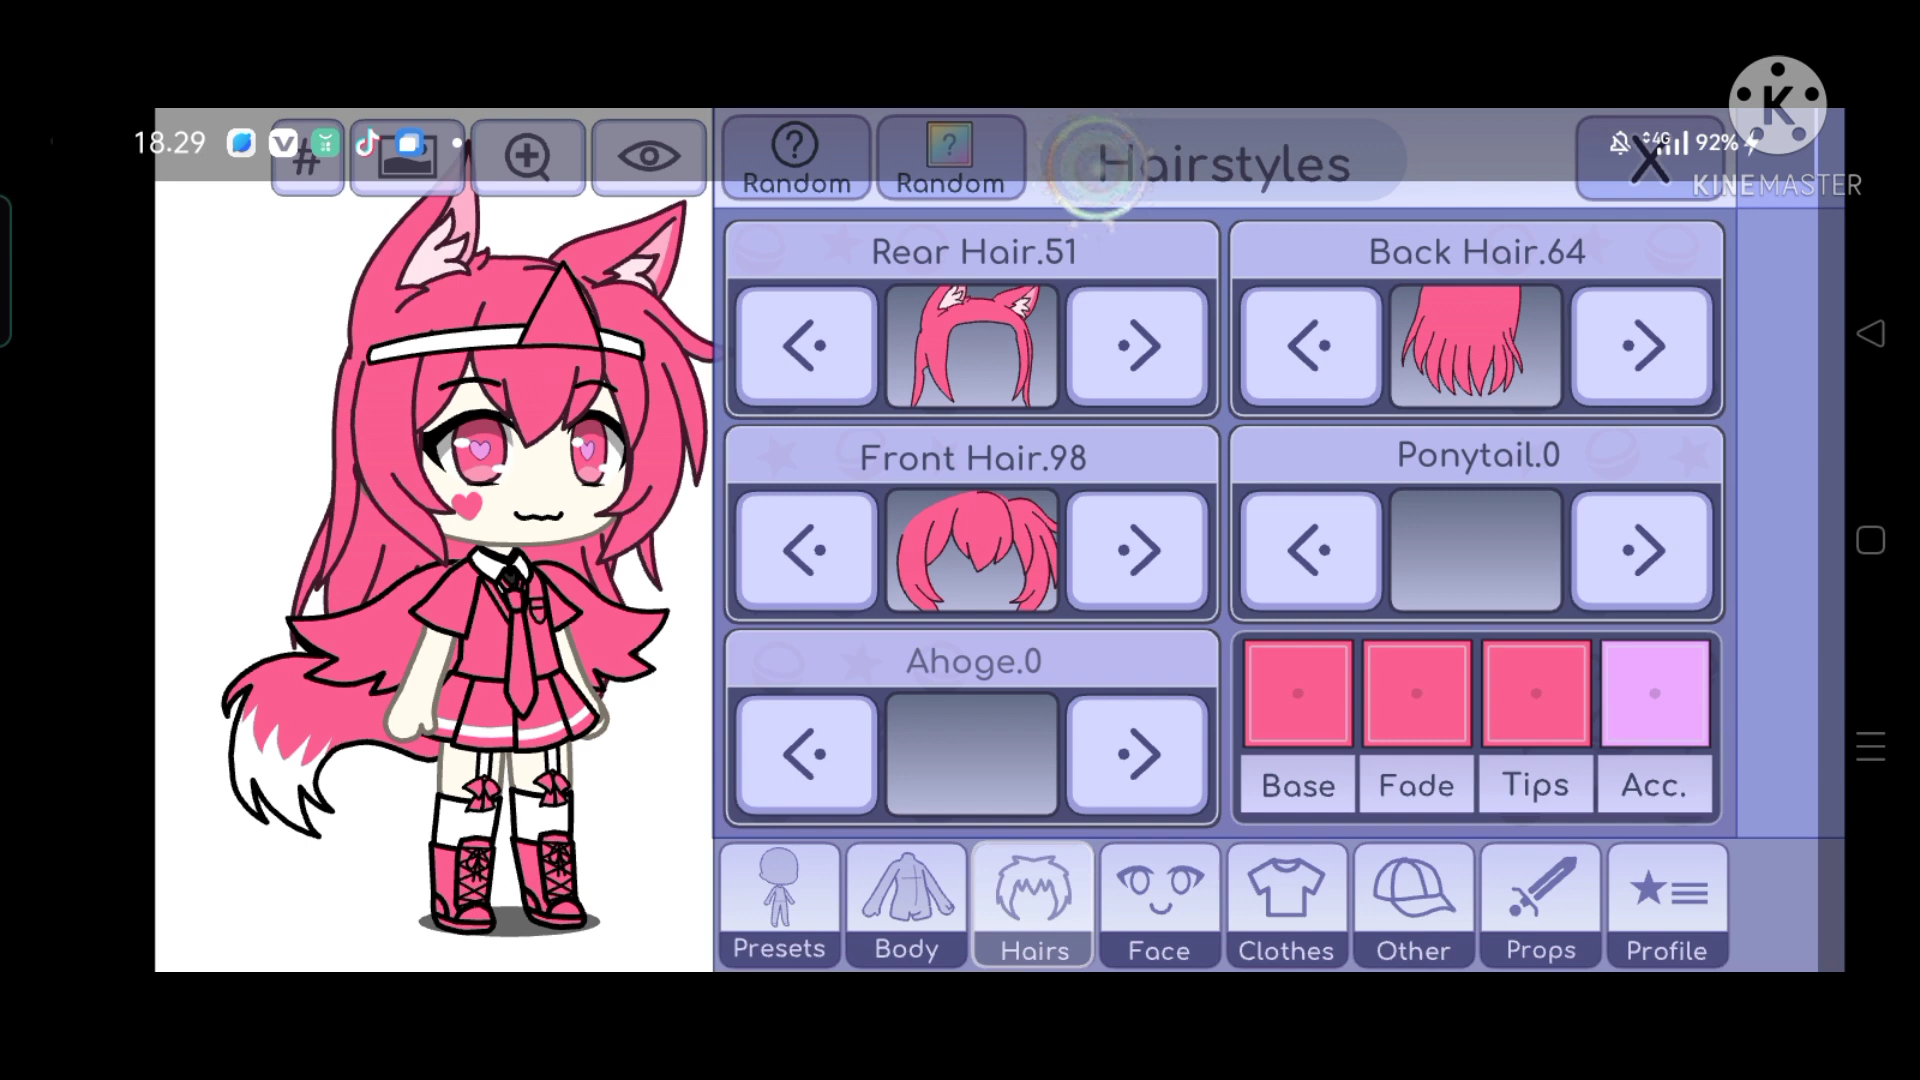 18.29
V
#
4G
92%
K
KINEMASTER
?
Random
?
Random
Hairstyles
X
Rear Hair.51
Back Hair.64
Front Hair.98
Ponytail.0
Ahoge.0
Base
Fade
Tips
Acc.
Presets
Body
Hairs
Face
Clothes
Other
Props
Profile